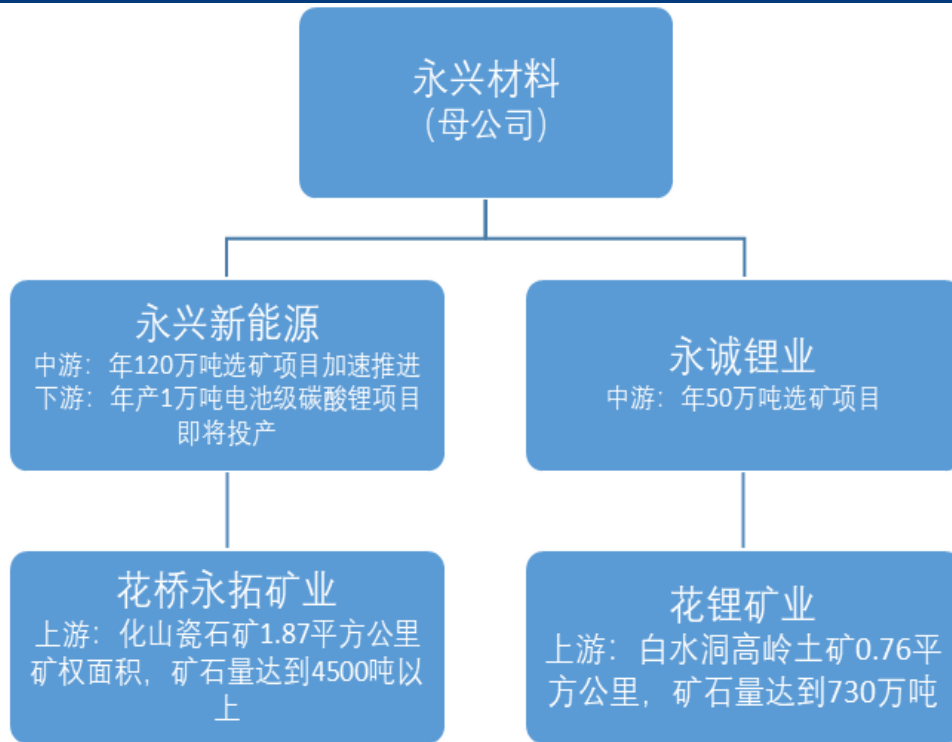 永兴材料
(母公司)
永兴新能源
中游：年120万吨选矿项目加速推进
下游：年产1万吨电池级碳酸锂项目
即将投产
永诚锂业
中游：年50万吨选矿项目
花桥永拓矿业
上游：化山瓷石矿1.87平方公里
矿权面积，矿石量达到4500吨以
上
花锂矿业
上游：白水洞高岭土矿0.76平
方公里，矿石量达到730万吨